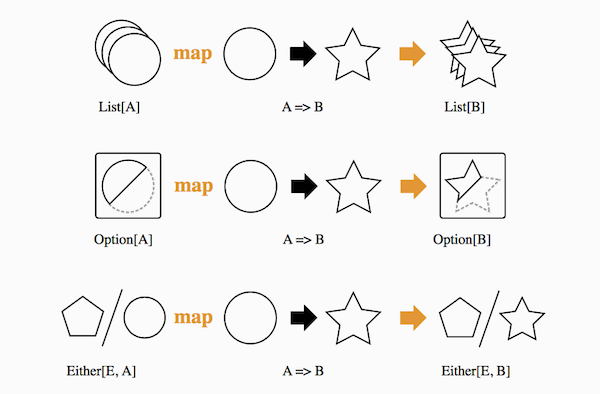 map
List[A] A => B List[B]
map
Option[A] A => B Option[B]
map
Either[E, A] A => B Either[E, B]